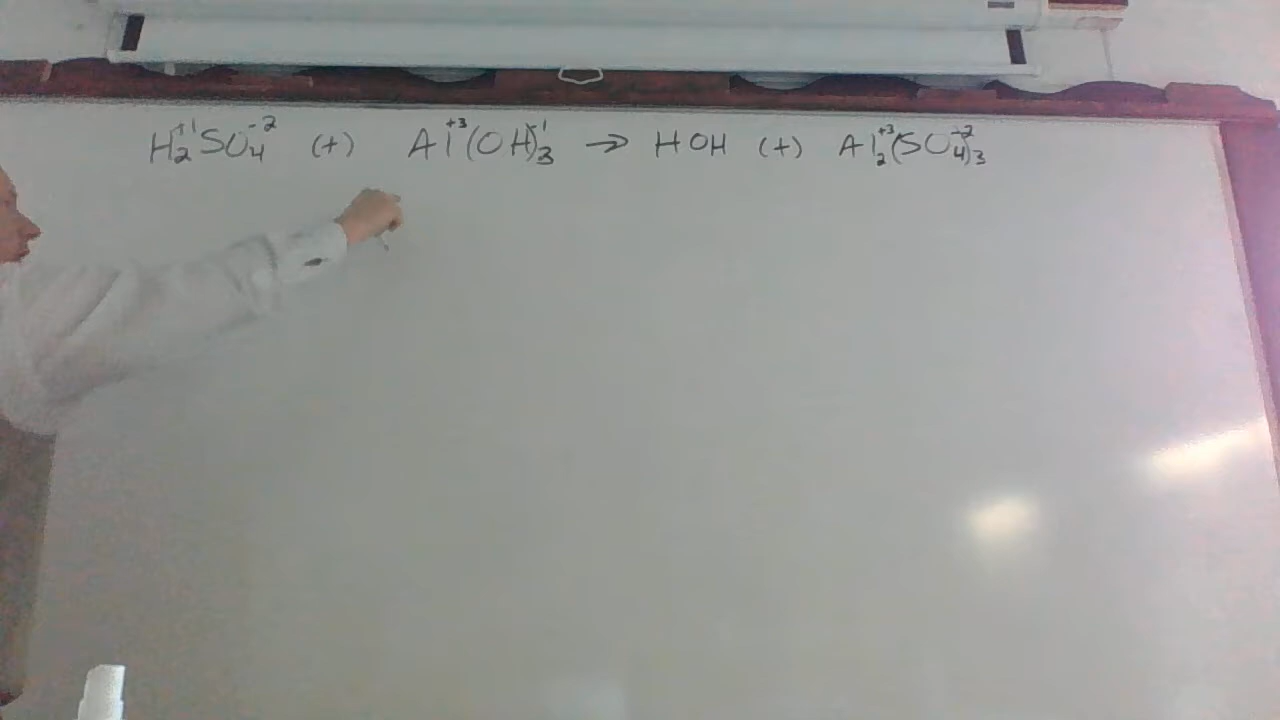 H₂⁺¹SO₄⁻² (+) Al⁺³(OH)₃⁻¹ → HOH (+) Al₂⁺³(SO₄)₃⁻²